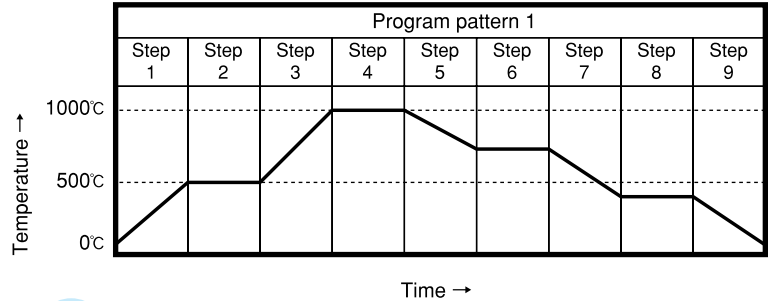 Program pattern 1
Step Step Step Step Step Step Step Step Step
1 2 3 4 5 6 7 8 9
1000℃
500℃
0℃
Temperature →
Time →